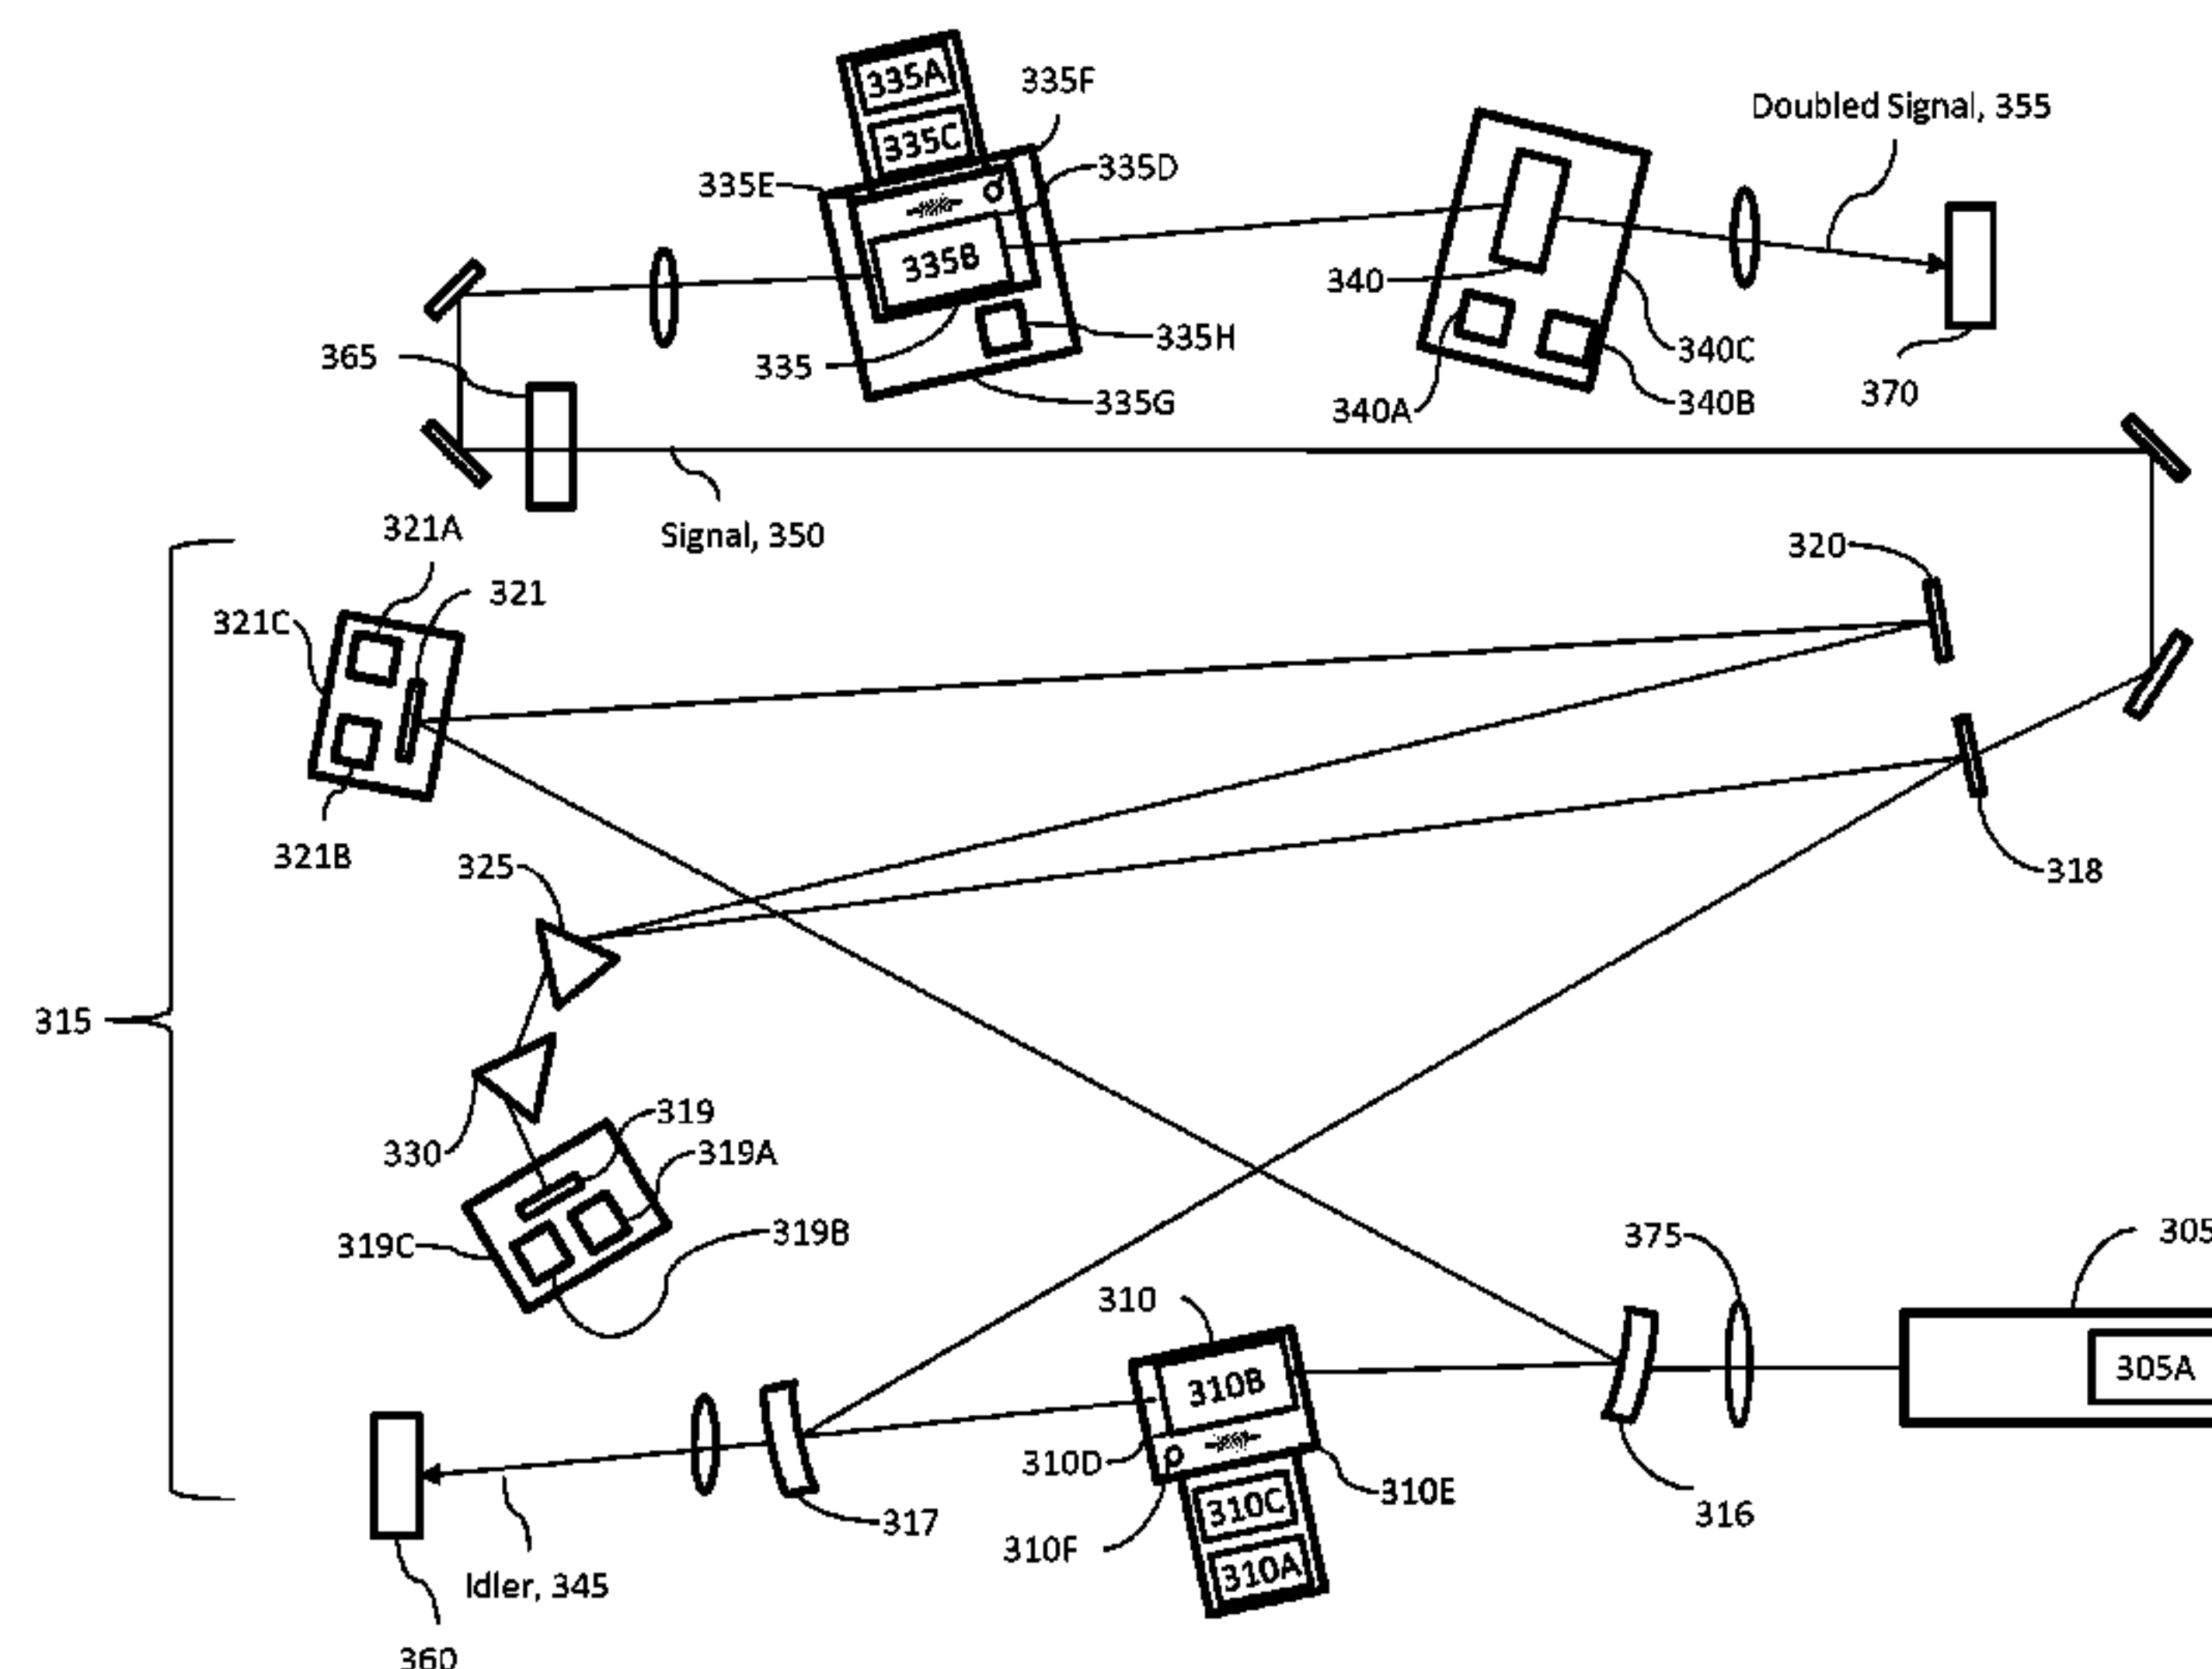 335A
335F
Doubled Signal, 355
335C
335D
335E
335B
340
335H
365
335
340C
335G
340A
340B
370
Signal, 350
321A
320
321
321C
321B
325
318
315
319
330
319A
319B
319C
375
305
310
305A
310B
310D
310E
310C
316
317
310F
310A
Idler, 345
360